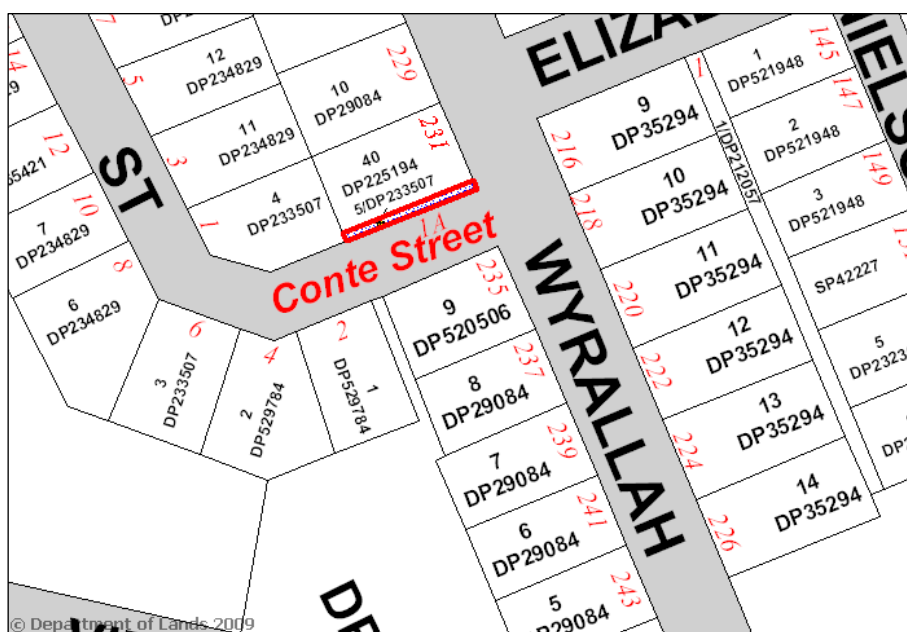 14
12
DP234829
5
11
DP234829
3
4
DP233507
1
229
10
DP29084
231
40
DP225194
5/DP233507
1A
Conte Street
ST
12
10
7
DP234829
8
6
DP234829
6
3
DP233507
4
2
DP529784
2
1
DP529784
235
9
DP520506
237
8
DP29084
239
7
DP29084
241
6
DP29084
243
5
DP29084
WYRALLAH
216
9
DP35294
218
10
DP35294
220
11
DP35294
222
12
DP35294
224
13
DP35294
226
14
DP35294
1
1/DP212057
145
1
DP521948
147
2
DP521948
149
3
DP521948
SP42227
5
© Department of Lands 2009